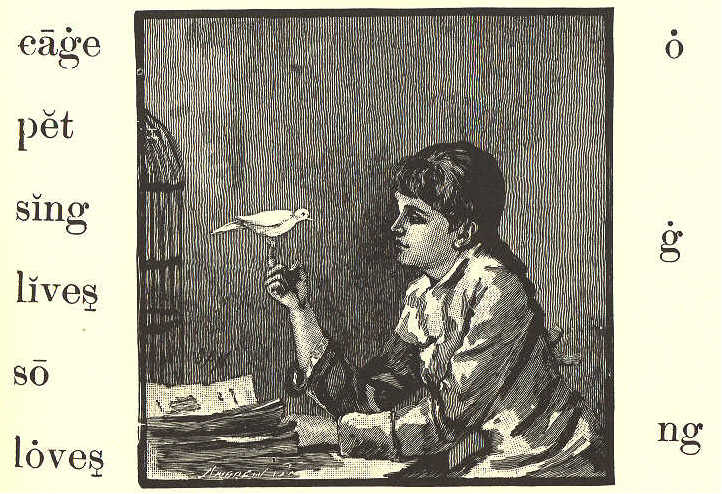 cāġe
pĕt
sĭng
lĭveş
sō
lȯveş
ȯ
ġ
ng